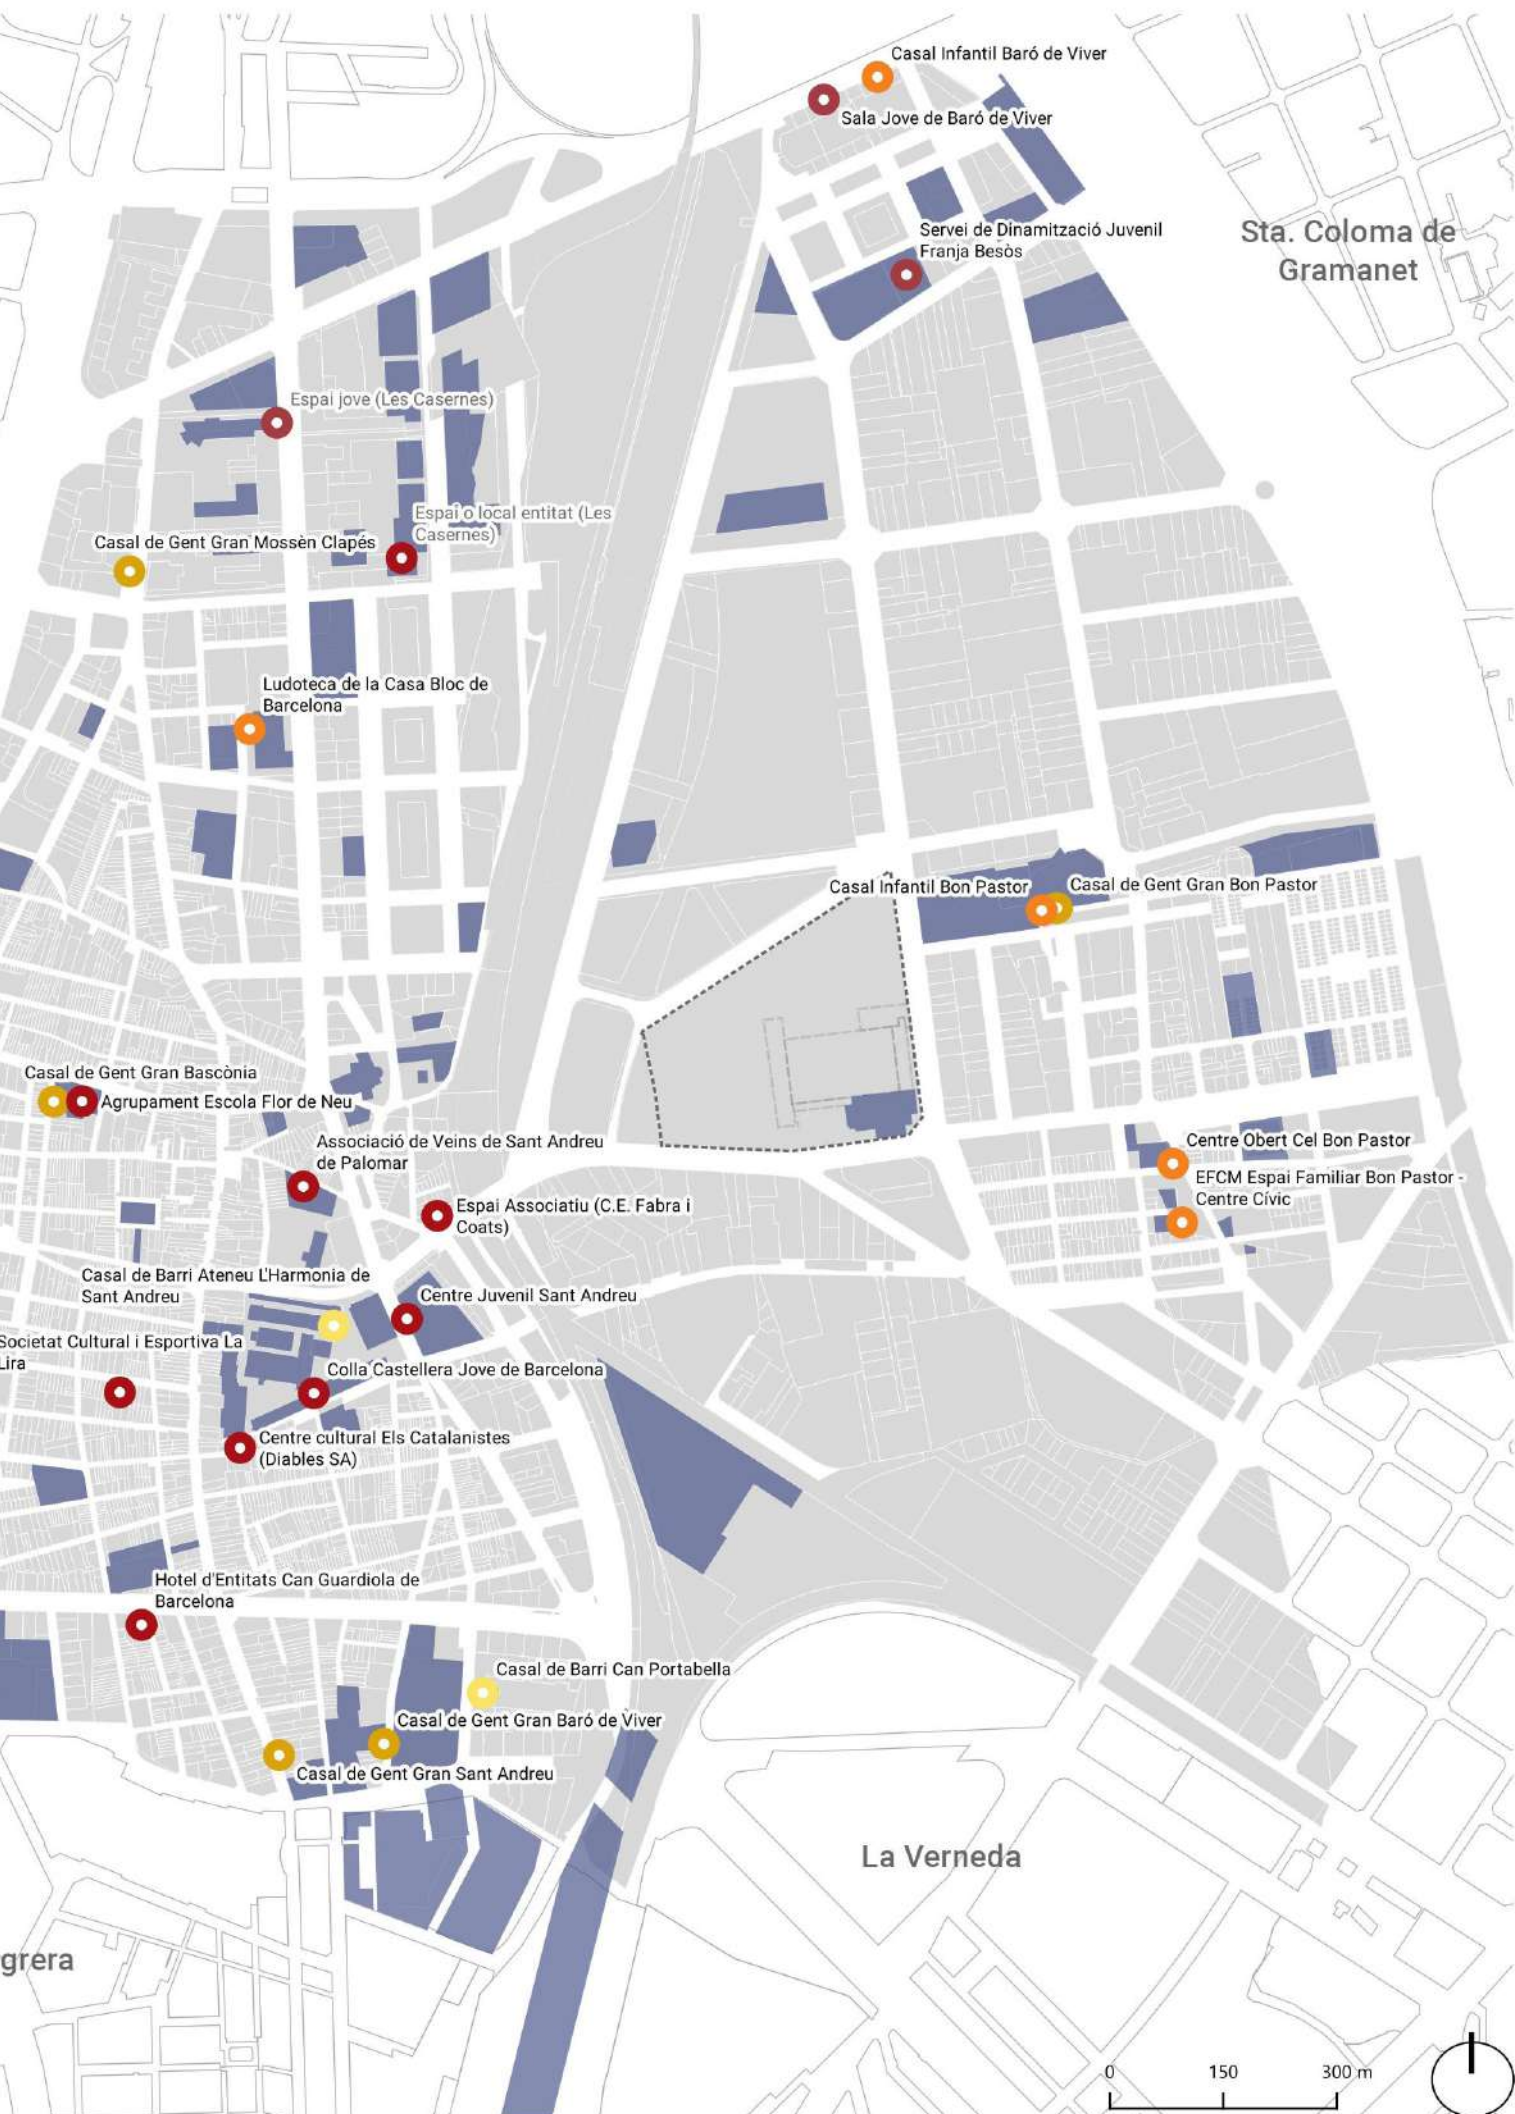 Casal Infantil Baró de Viver
Sala Jove de Baró de Viver
Sta. Coloma de
Gramanet
Servei de Dinamització Juvenil
Franja Besòs
Espai jove (Les Casernes)
Espai o local entitat (Les
Casernes)
Casal de Gent Gran Mossèn Clapés
Ludoteca de la Casa Bloc de
Barcelona
Casal Infantil Bon Pastor
Casal de Gent Gran Bon Pastor
Casal de Gent Gran Bascònia
Agrupament Escola Flor de Neu
Associació de Veins de Sant Andreu
de Palomar
Centre Obert Cel Bon Pastor
EFCM Espai Familiar Bon Pastor -
Centre Cívic
Espai Associatiu (C.E. Fabra i
Coats)
Casal de Barri Ateneu L'Harmonia de
Sant Andreu
Centre Juvenil Sant Andreu
Societat Cultural i Esportiva La
Lira
Colla Castellera Jove de Barcelona
Centre cultural Els Catalanistes
(Diables SA)
Hotel d'Entitats Can Guardiola de
Barcelona
Casal de Barri Can Portabella
Casal de Gent Gran Baró de Viver
Casal de Gent Gran Sant Andreu
La Verneda
grera
0 150 300 m